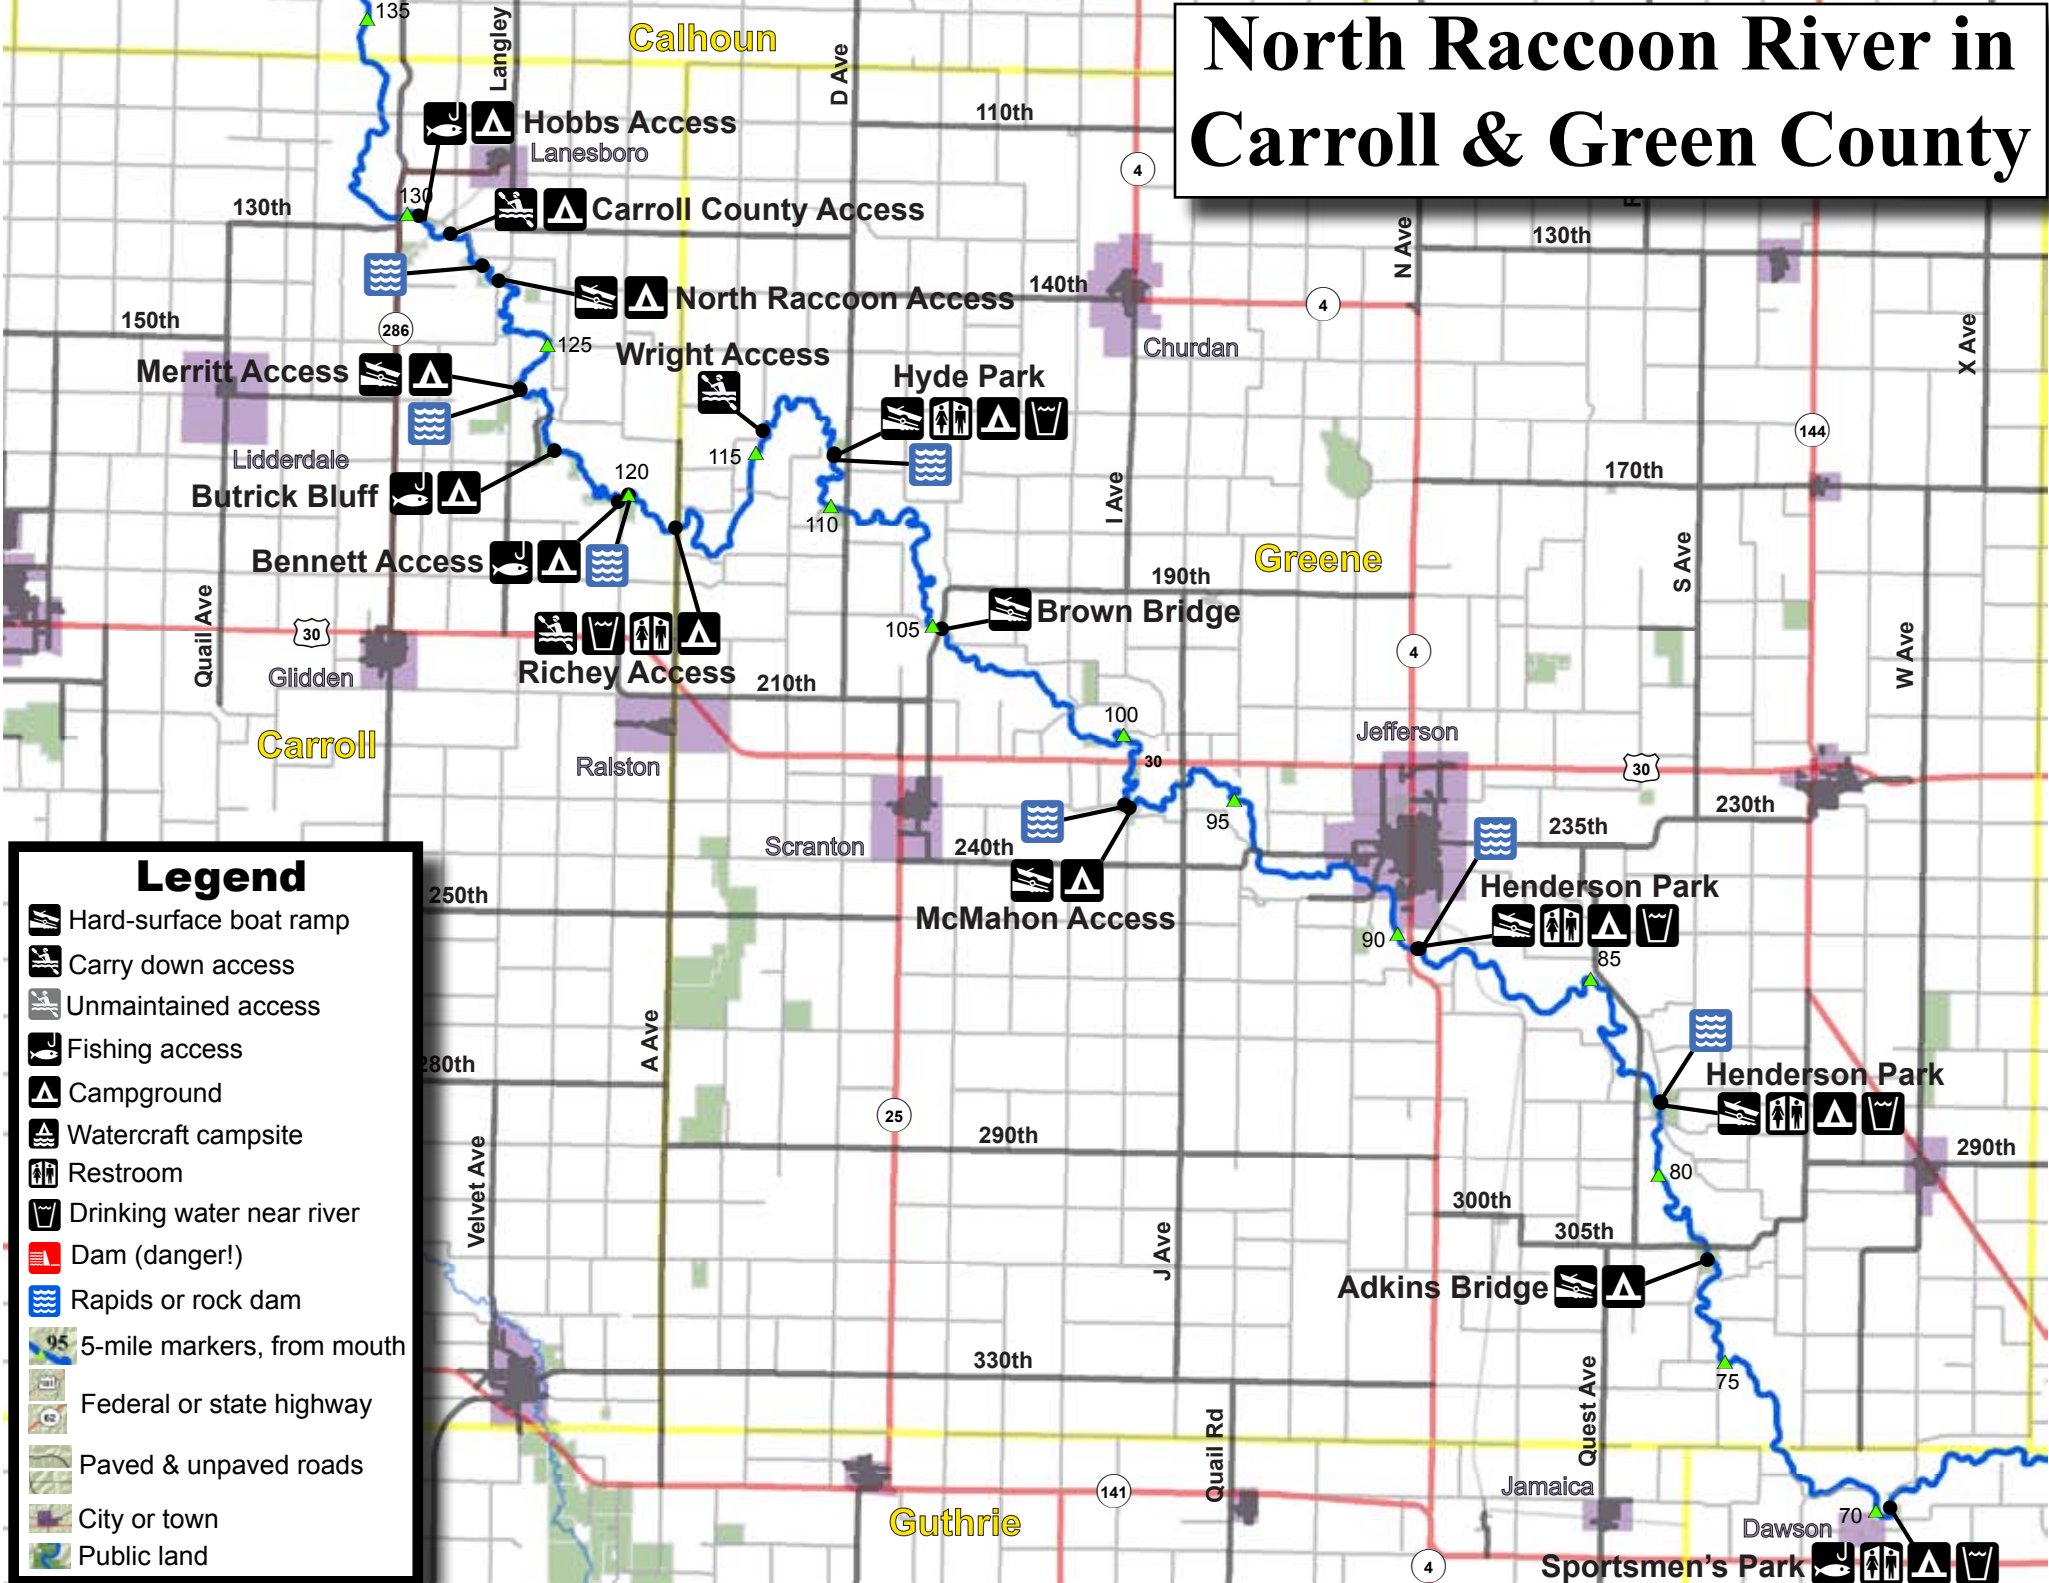 North Raccoon River in
Carroll & Green County
135
Langley
Calhoun
D Ave
110th
Hobbs Access
Lanesboro
4
130
130th
Carroll County Access
N Ave
130th
North Raccoon Access
140th
4
150th
286
125
Wright Access
Churdan
X Ave
Merritt Access
Hyde Park
144
Lidderdale
115
120
170th
Butrick Bluff
110
I Ave
Bennett Access
Greene
S Ave
190th
Quail Ave
30
105
Brown Bridge
4
W Ave
Glidden
Richey Access
210th
Carroll
100
Jefferson
Ralston
30
30
95
230th
Scranton
240th
235th
McMahon Access
Henderson Park
250th
90
85
A Ave
280th
Henderson Park
25
290th
290th
80
Velvet Ave
300th
305th
J Ave
Adkins Bridge
330th
75
Quail Rd
Quest Ave
141
Jamaica
Guthrie
70
Dawson
4
Sportsmen's Park
Legend
Hard-surface boat ramp
Carry down access
Unmaintained access
Fishing access
Campground
Watercraft campsite
Restroom
Drinking water near river
Dam (danger!)
Rapids or rock dam
95
5-mile markers, from mouth
Federal or state highway
62
Paved & unpaved roads
City or town
Public land